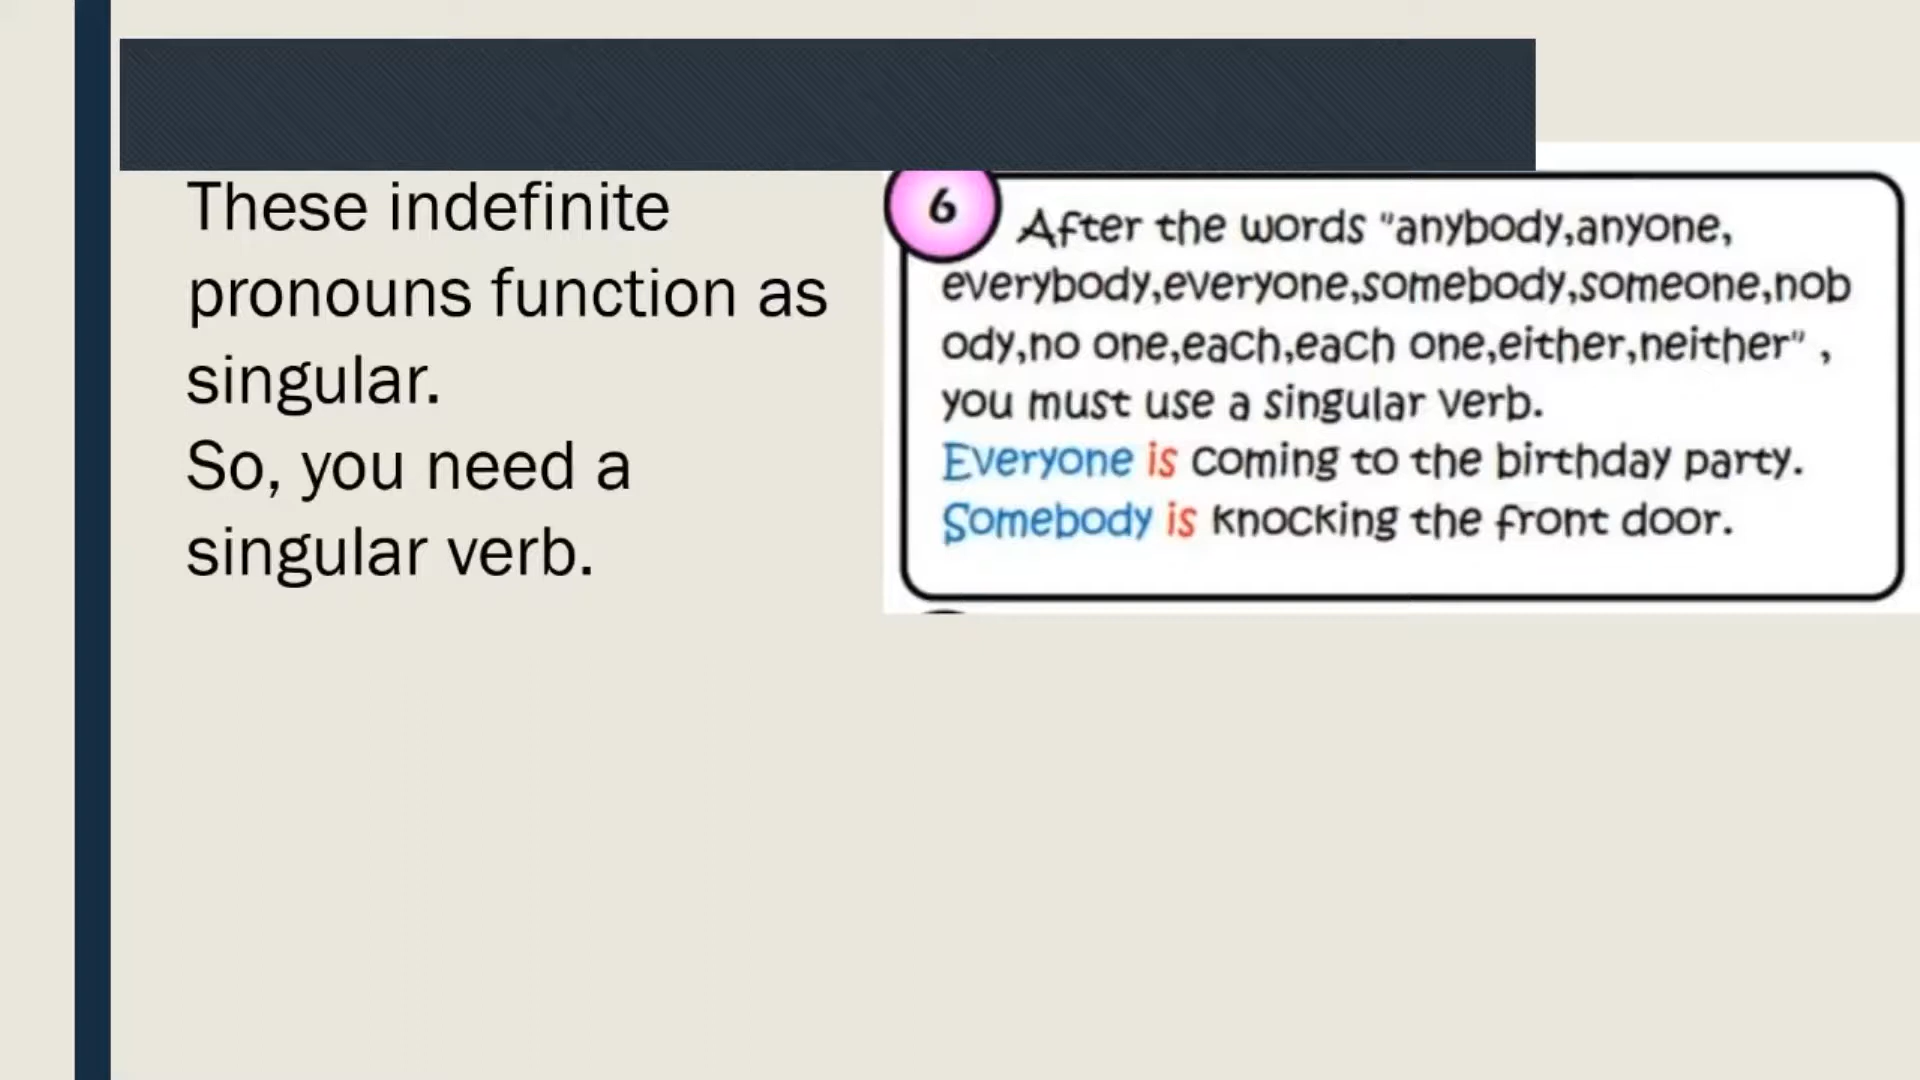 These indefinite
pronouns function as
singular.
So, you need a
singular verb.
6
After the words "anybody,anyone,
everybody,everyone,somebody,someone,nob
ody,no one,each,each one,either,neither" ,
you must use a singular verb.
Everyone is coming to the birthday party.
Somebody is knocking the front door.